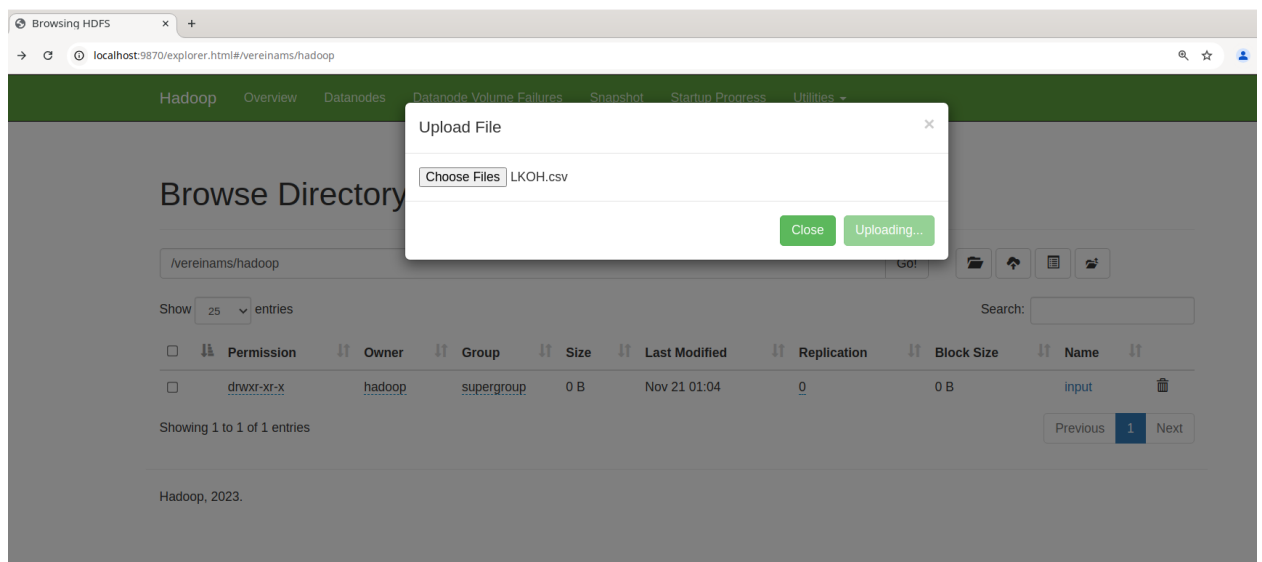 Browsing HDFS
localhost:9870/explorer.html#/vereinams/hadoop
Hadoop Overview Datanodes Datanode Volume Failures Snapshot Startup Progress Utilities
Upload File
Choose Files LKOH.csv
Close Uploading...
Browse Directory
/vereinams/hadoop Go!
Show 25 entries Search:
Permission Owner Group Size Last Modified Replication Block Size Name
drwxr-xr-x hadoop supergroup 0 B Nov 21 01:04 0 0 B input
Showing 1 to 1 of 1 entries
Previous 1 Next
Hadoop, 2023.